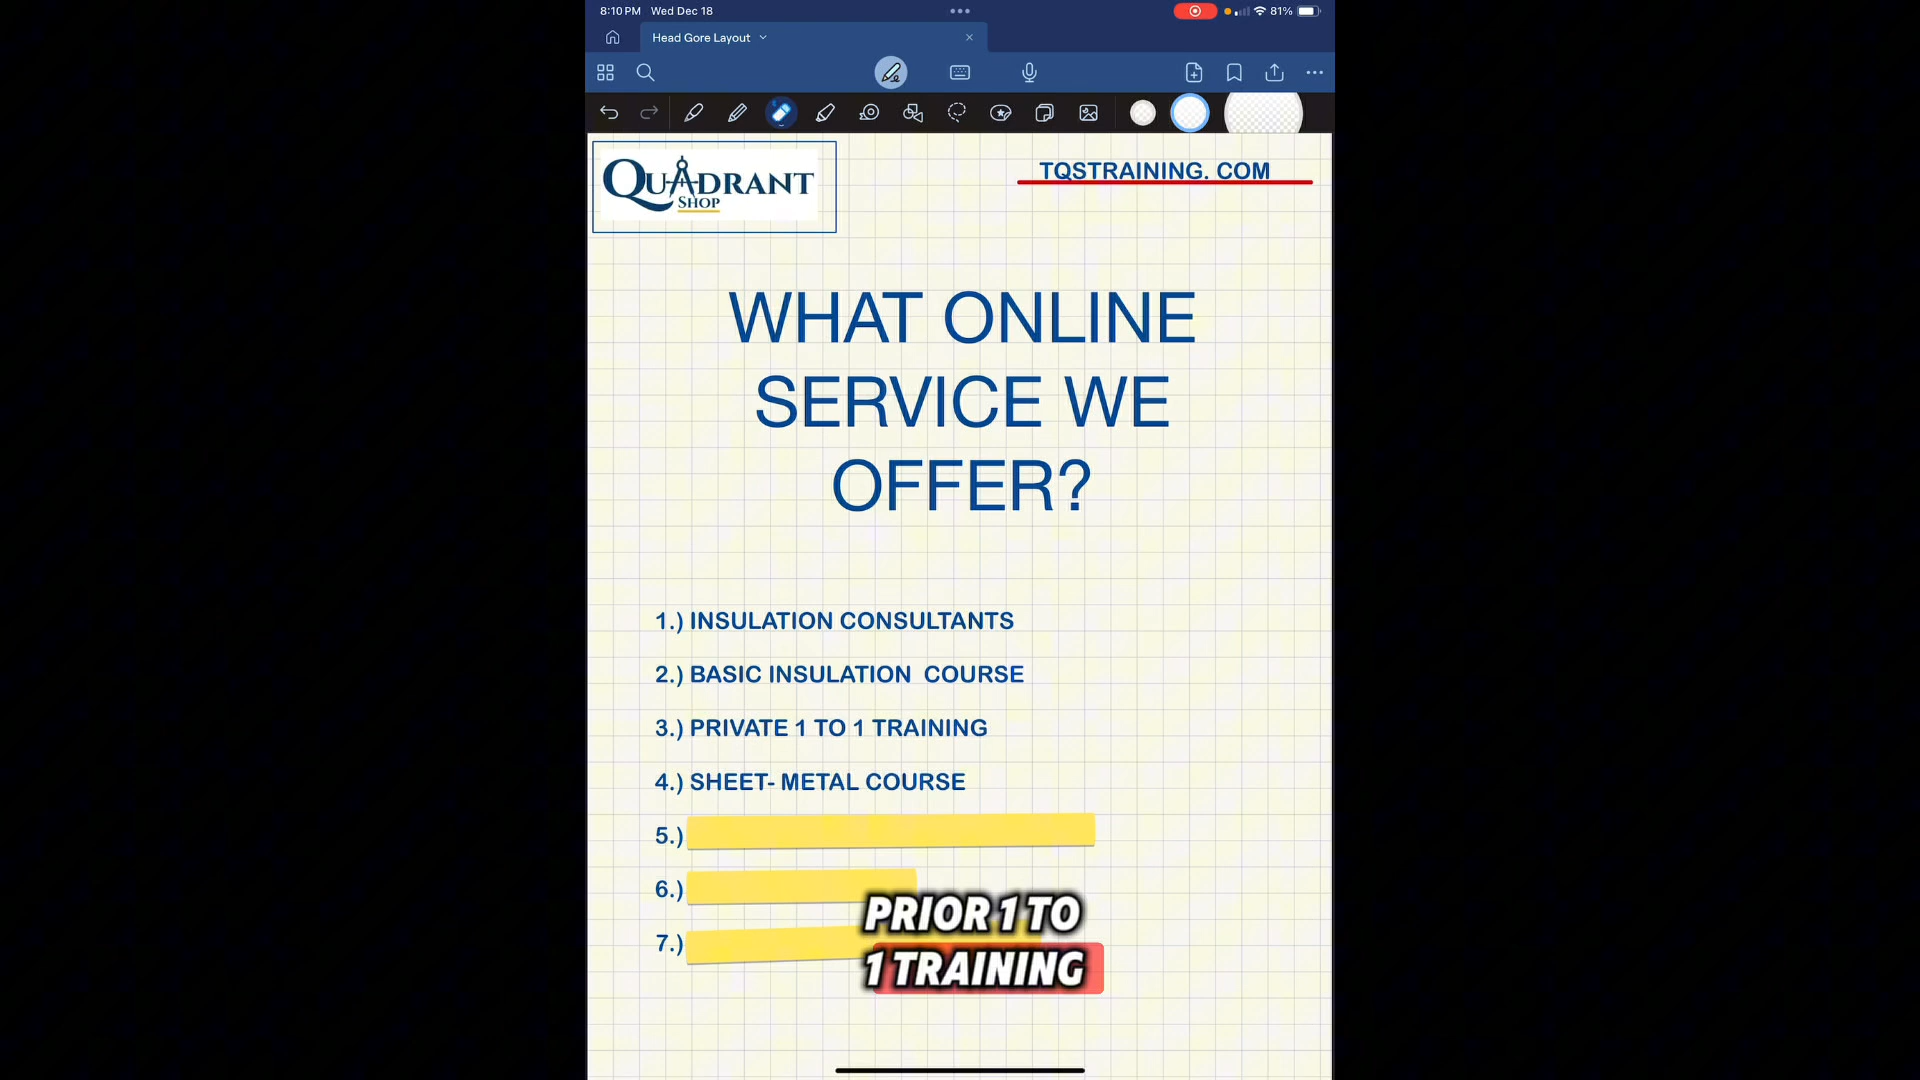 8:10 PM Wed Dec 18
81%
Head Gore Layout
QUADRANT
SHOP
TQSTRAINING. COM
WHAT ONLINE
SERVICE WE
OFFER?
1.) INSULATION CONSULTANTS
2.) BASIC INSULATION COURSE
3.) PRIVATE 1 TO 1 TRAINING
4.) SHEET- METAL COURSE
5.)
6.)
7.)
PRIOR 1 TO
1 TRAINING